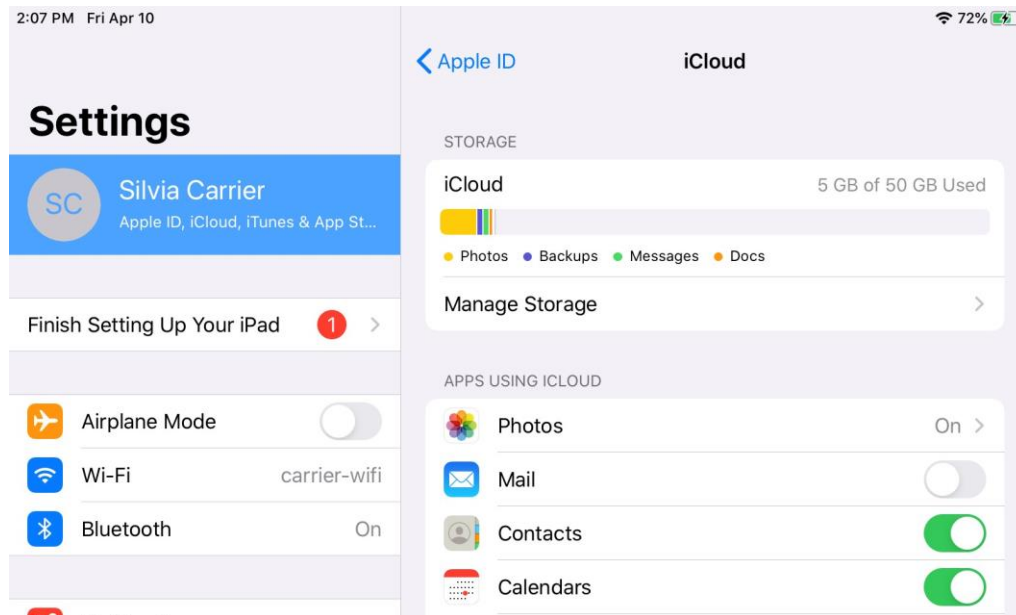 2:07 PM Fri Apr 10
72%
Settings
SC
Silvia Carrier
Apple ID, iCloud, iTunes & App St...
Finish Setting Up Your iPad 1
Airplane Mode
Wi-Fi carrier-wifi
Bluetooth On
Apple ID
iCloud
STORAGE
iCloud 5 GB of 50 GB Used
Photos Backups Messages Docs
Manage Storage
APPS USING ICLOUD
Photos On
Mail
Contacts
Calendars